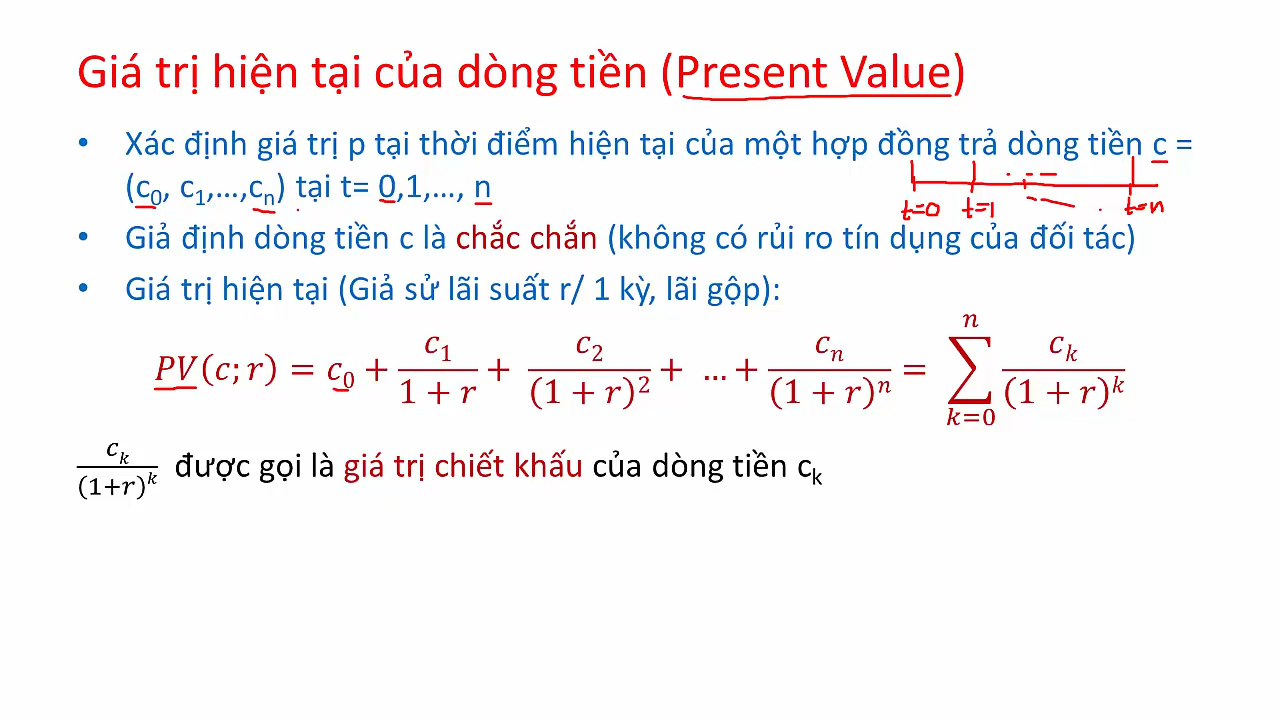 Giá trị hiện tại của dòng tiền (Present Value)
• Xác định giá trị p tại thời điểm hiện tại của một hợp đồng trả dòng tiền c =
(c₀, c₁,...,cₙ) tại t= 0,1,..., n
t=0 t=1 t=n
• Giả định dòng tiền c là chắc chắn (không có rủi ro tín dụng của đối tác)
• Giá trị hiện tại (Giả sử lãi suất r/ 1 kỳ, lãi gộp):
PV(c; r) = c₀ + c₁/(1 + r) + c₂/(1 + r)² + ... + cₙ/(1 + r)ⁿ = ∑ₖ₌₀ⁿ cₖ/(1 + r)ᵏ
cₖ/(1+r)ᵏ được gọi là giá trị chiết khấu của dòng tiền cₖ